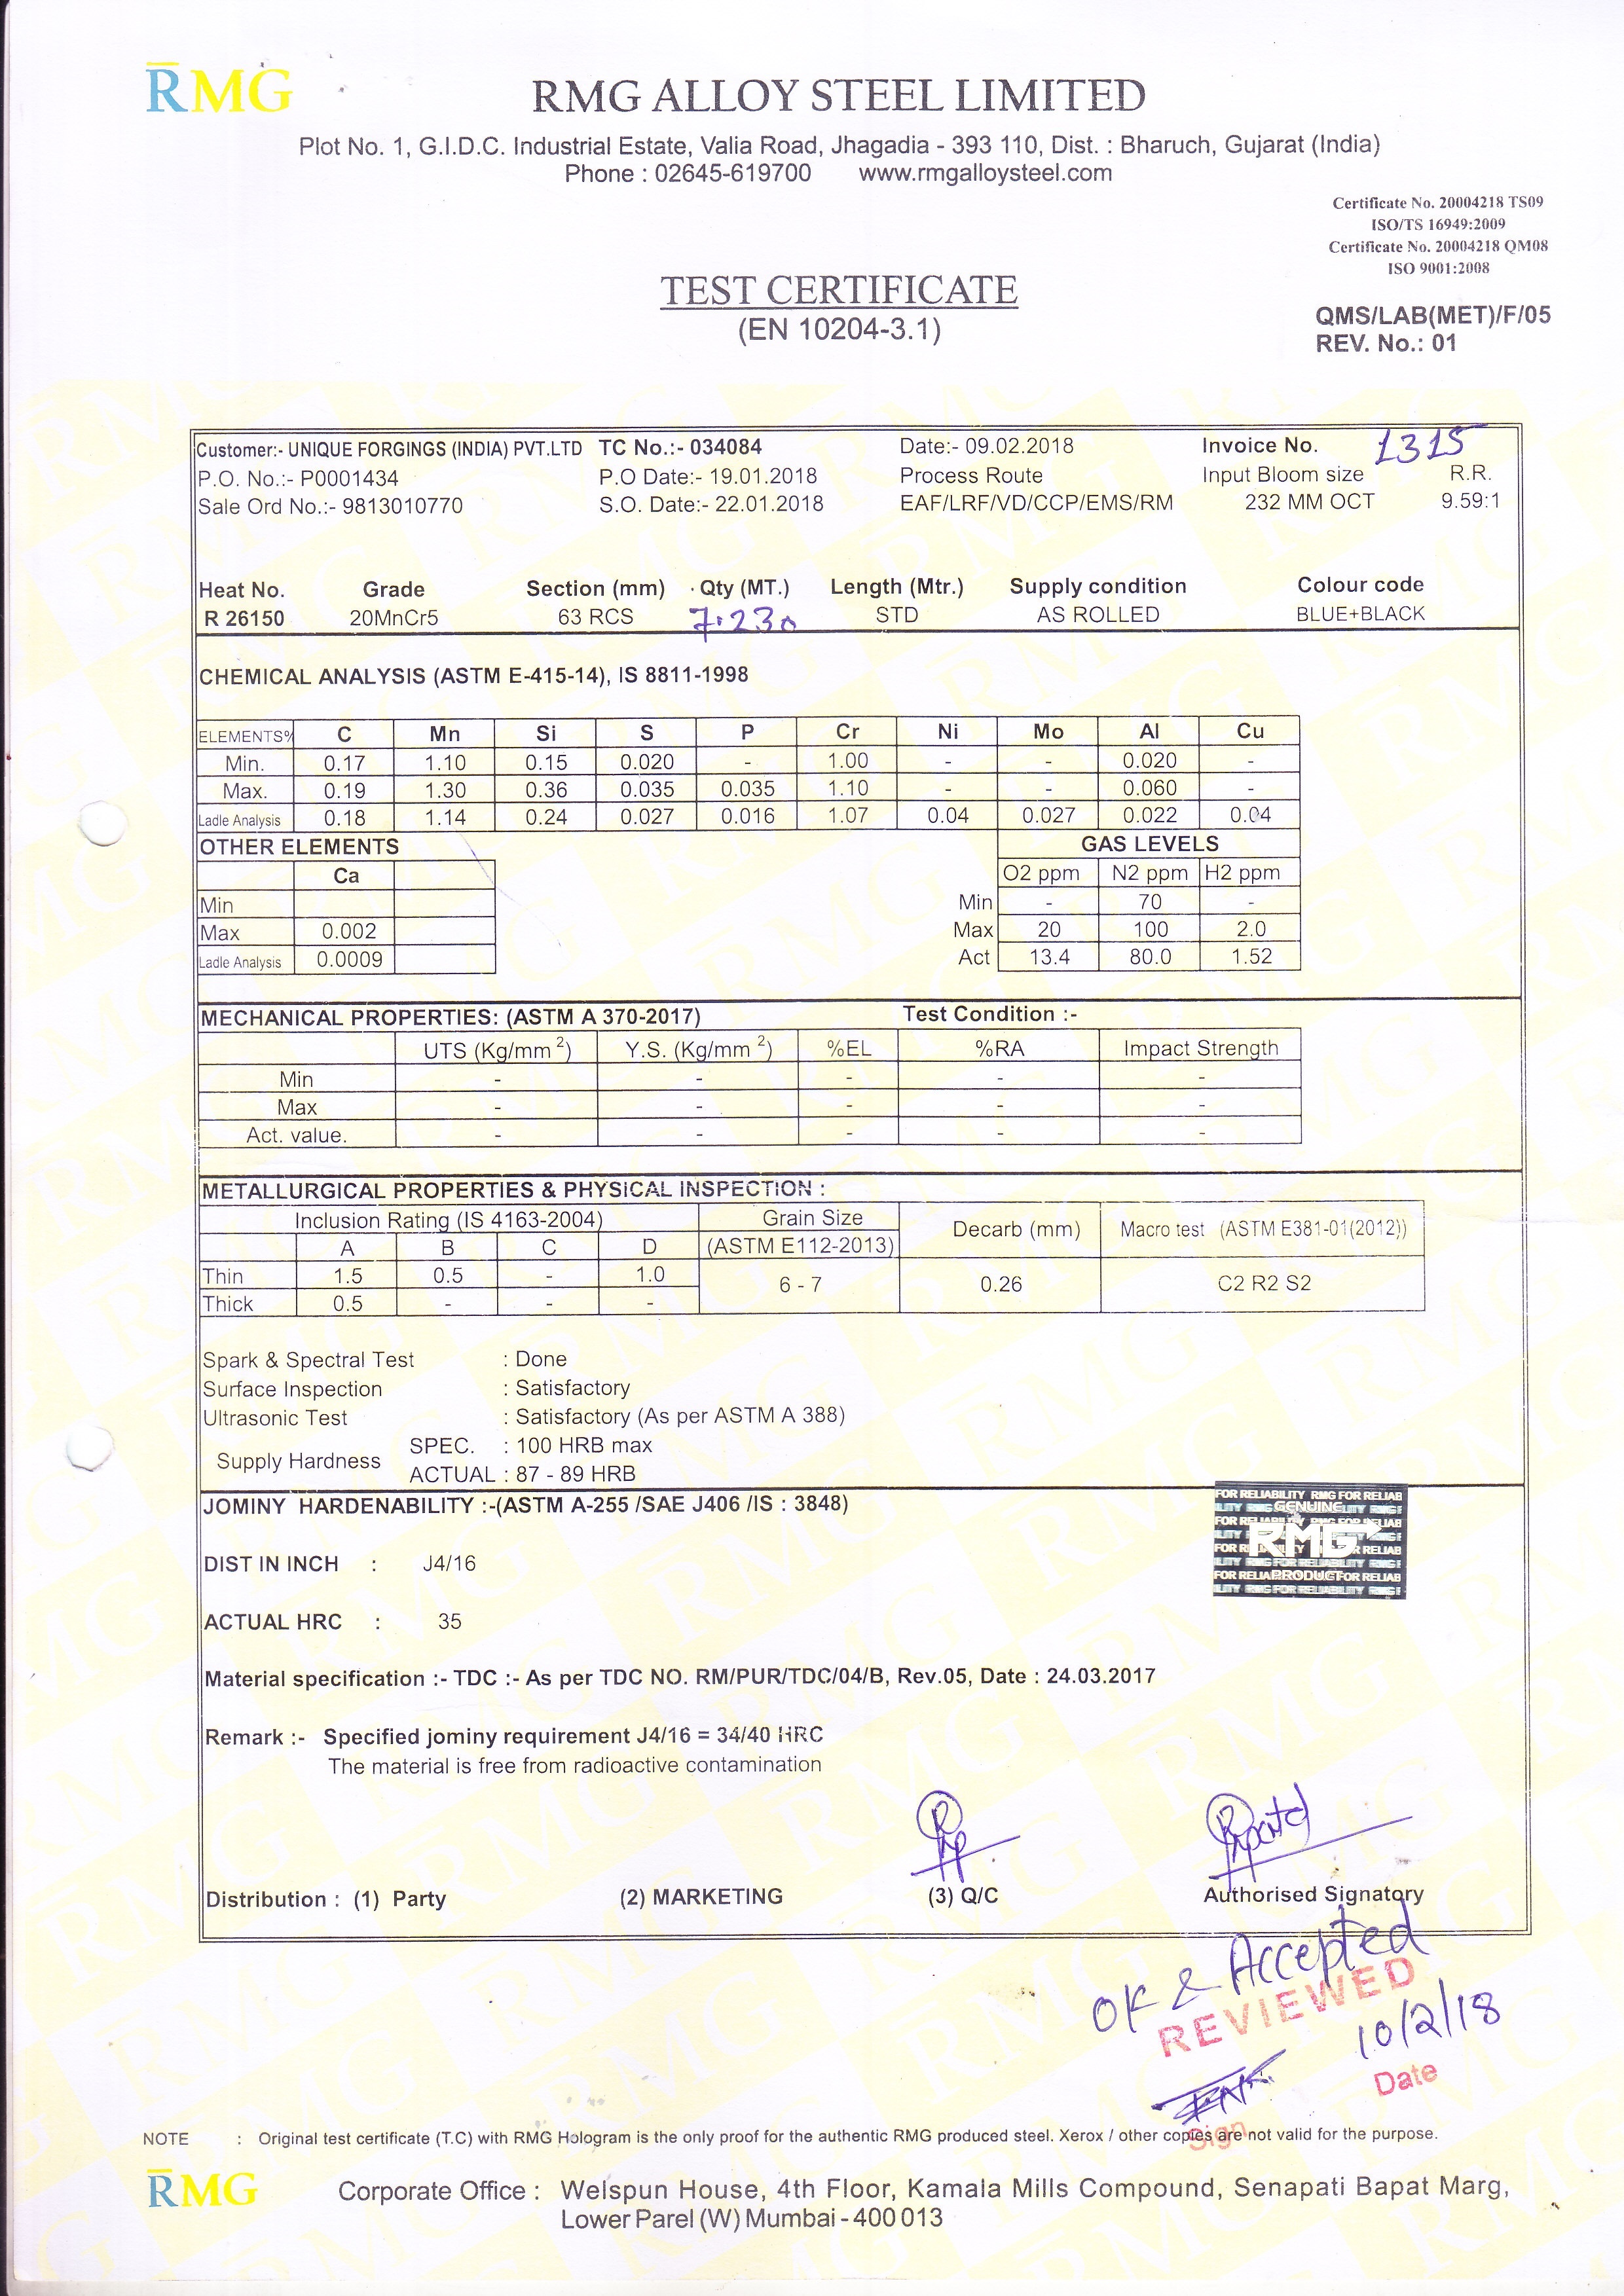 RMG
RMG ALLOY STEEL LIMITED
Plot No. 1, G.I.D.C. Industrial Estate, Valia Road, Jhagadia - 393 110, Dist. : Bharuch, Gujarat (India)
Phone : 02645-619700 www.rmgalloysteel.com
Certificate No. 20004218 TS09
ISO/TS 16949:2009
Certificate No. 20004218 QM08
ISO 9001:2008
TEST CERTIFICATE
(EN 10204-3.1)
QMS/LAB(MET)/F/05
REV. No.: 01
Customer:- UNIQUE FORGINGS (INDIA) PVT.LTD TC No.:- 034084 Date:- 09.02.2018 Invoice No. 1315
P.O. No.:- P0001434 P.O Date:- 19.01.2018 Process Route Input Bloom size R.R.
Sale Ord No.:- 9813010770 S.O. Date:- 22.01.2018 EAF/LRF/VD/CCP/EMS/RM 232 MM OCT 9.59:1
Heat No. Grade Section (mm) Qty (MT.) Length (Mtr.) Supply condition Colour code
R 26150 20MnCr5 63 RCS 7.230 STD AS ROLLED BLUE+BLACK
CHEMICAL ANALYSIS (ASTM E-415-14), IS 8811-1998
ELEMENTS% C Mn Si S P Cr Ni Mo Al Cu
Min. 0.17 1.10 0.15 0.020 - 1.00 - - 0.020 -
Max. 0.19 1.30 0.36 0.035 0.035 1.10 - - 0.060 -
Ladle Analysis 0.18 1.14 0.24 0.027 0.016 1.07 0.04 0.027 0.022 0.04
OTHER ELEMENTS GAS LEVELS
Ca O2 ppm N2 ppm H2 ppm
Min Min - 70 -
Max 0.002 Max 20 100 2.0
Ladle Analysis 0.0009 Act 13.4 80.0 1.52
MECHANICAL PROPERTIES: (ASTM A 370-2017) Test Condition :-
UTS (Kg/mm²) Y.S. (Kg/mm²) %EL %RA Impact Strength
Min - - - - -
Max - - - - -
Act. value. - - - - -
METALLURGICAL PROPERTIES & PHYSICAL INSPECTION :
Inclusion Rating (IS 4163-2004) Grain Size Decarb (mm) Macro test (ASTM E381-01(2012))
A B C D (ASTM E112-2013)
Thin 1.5 0.5 - 1.0 6 - 7 0.26 C2 R2 S2
Thick 0.5 - - -
Spark & Spectral Test : Done
Surface Inspection : Satisfactory
Ultrasonic Test : Satisfactory (As per ASTM A 388)
Supply Hardness SPEC. : 100 HRB max
ACTUAL : 87 - 89 HRB
JOMINY HARDENABILITY :-(ASTM A-255 /SAE J406 /IS : 3848)
GENUINE
RMG
PRODUCT
FOR RELIABILITY RMG FOR RELIAB
DIST IN INCH : J4/16
ACTUAL HRC : 35
Material specification :- TDC :- As per TDC NO. RM/PUR/TDC/04/B, Rev.05, Date : 24.03.2017
Remark :- Specified jominy requirement J4/16 = 34/40 HRC
The material is free from radioactive contamination
Distribution : (1) Party (2) MARKETING (3) Q/C Authorised Signatory
OK & Accepted
REVIEWED
10/2/18
Date
Sign
NOTE : Original test certificate (T.C) with RMG Hologram is the only proof for the authentic RMG produced steel. Xerox / other copies are not valid for the purpose.
RMG
Corporate Office : Welspun House, 4th Floor, Kamala Mills Compound, Senapati Bapat Marg,
Lower Parel (W) Mumbai - 400 013